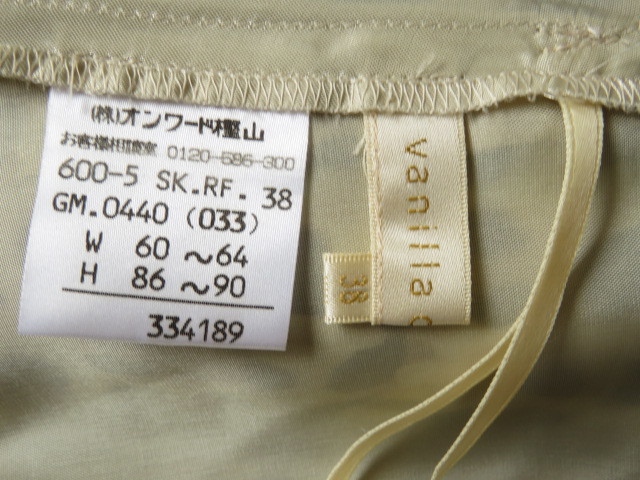 (株)オンワード樫山
お客様相談室 0120-586-300
600-5 SK.RF. 38
GM.0440 (033)
W 60 ~64
H 86 ~90
334189
vanilla c
38